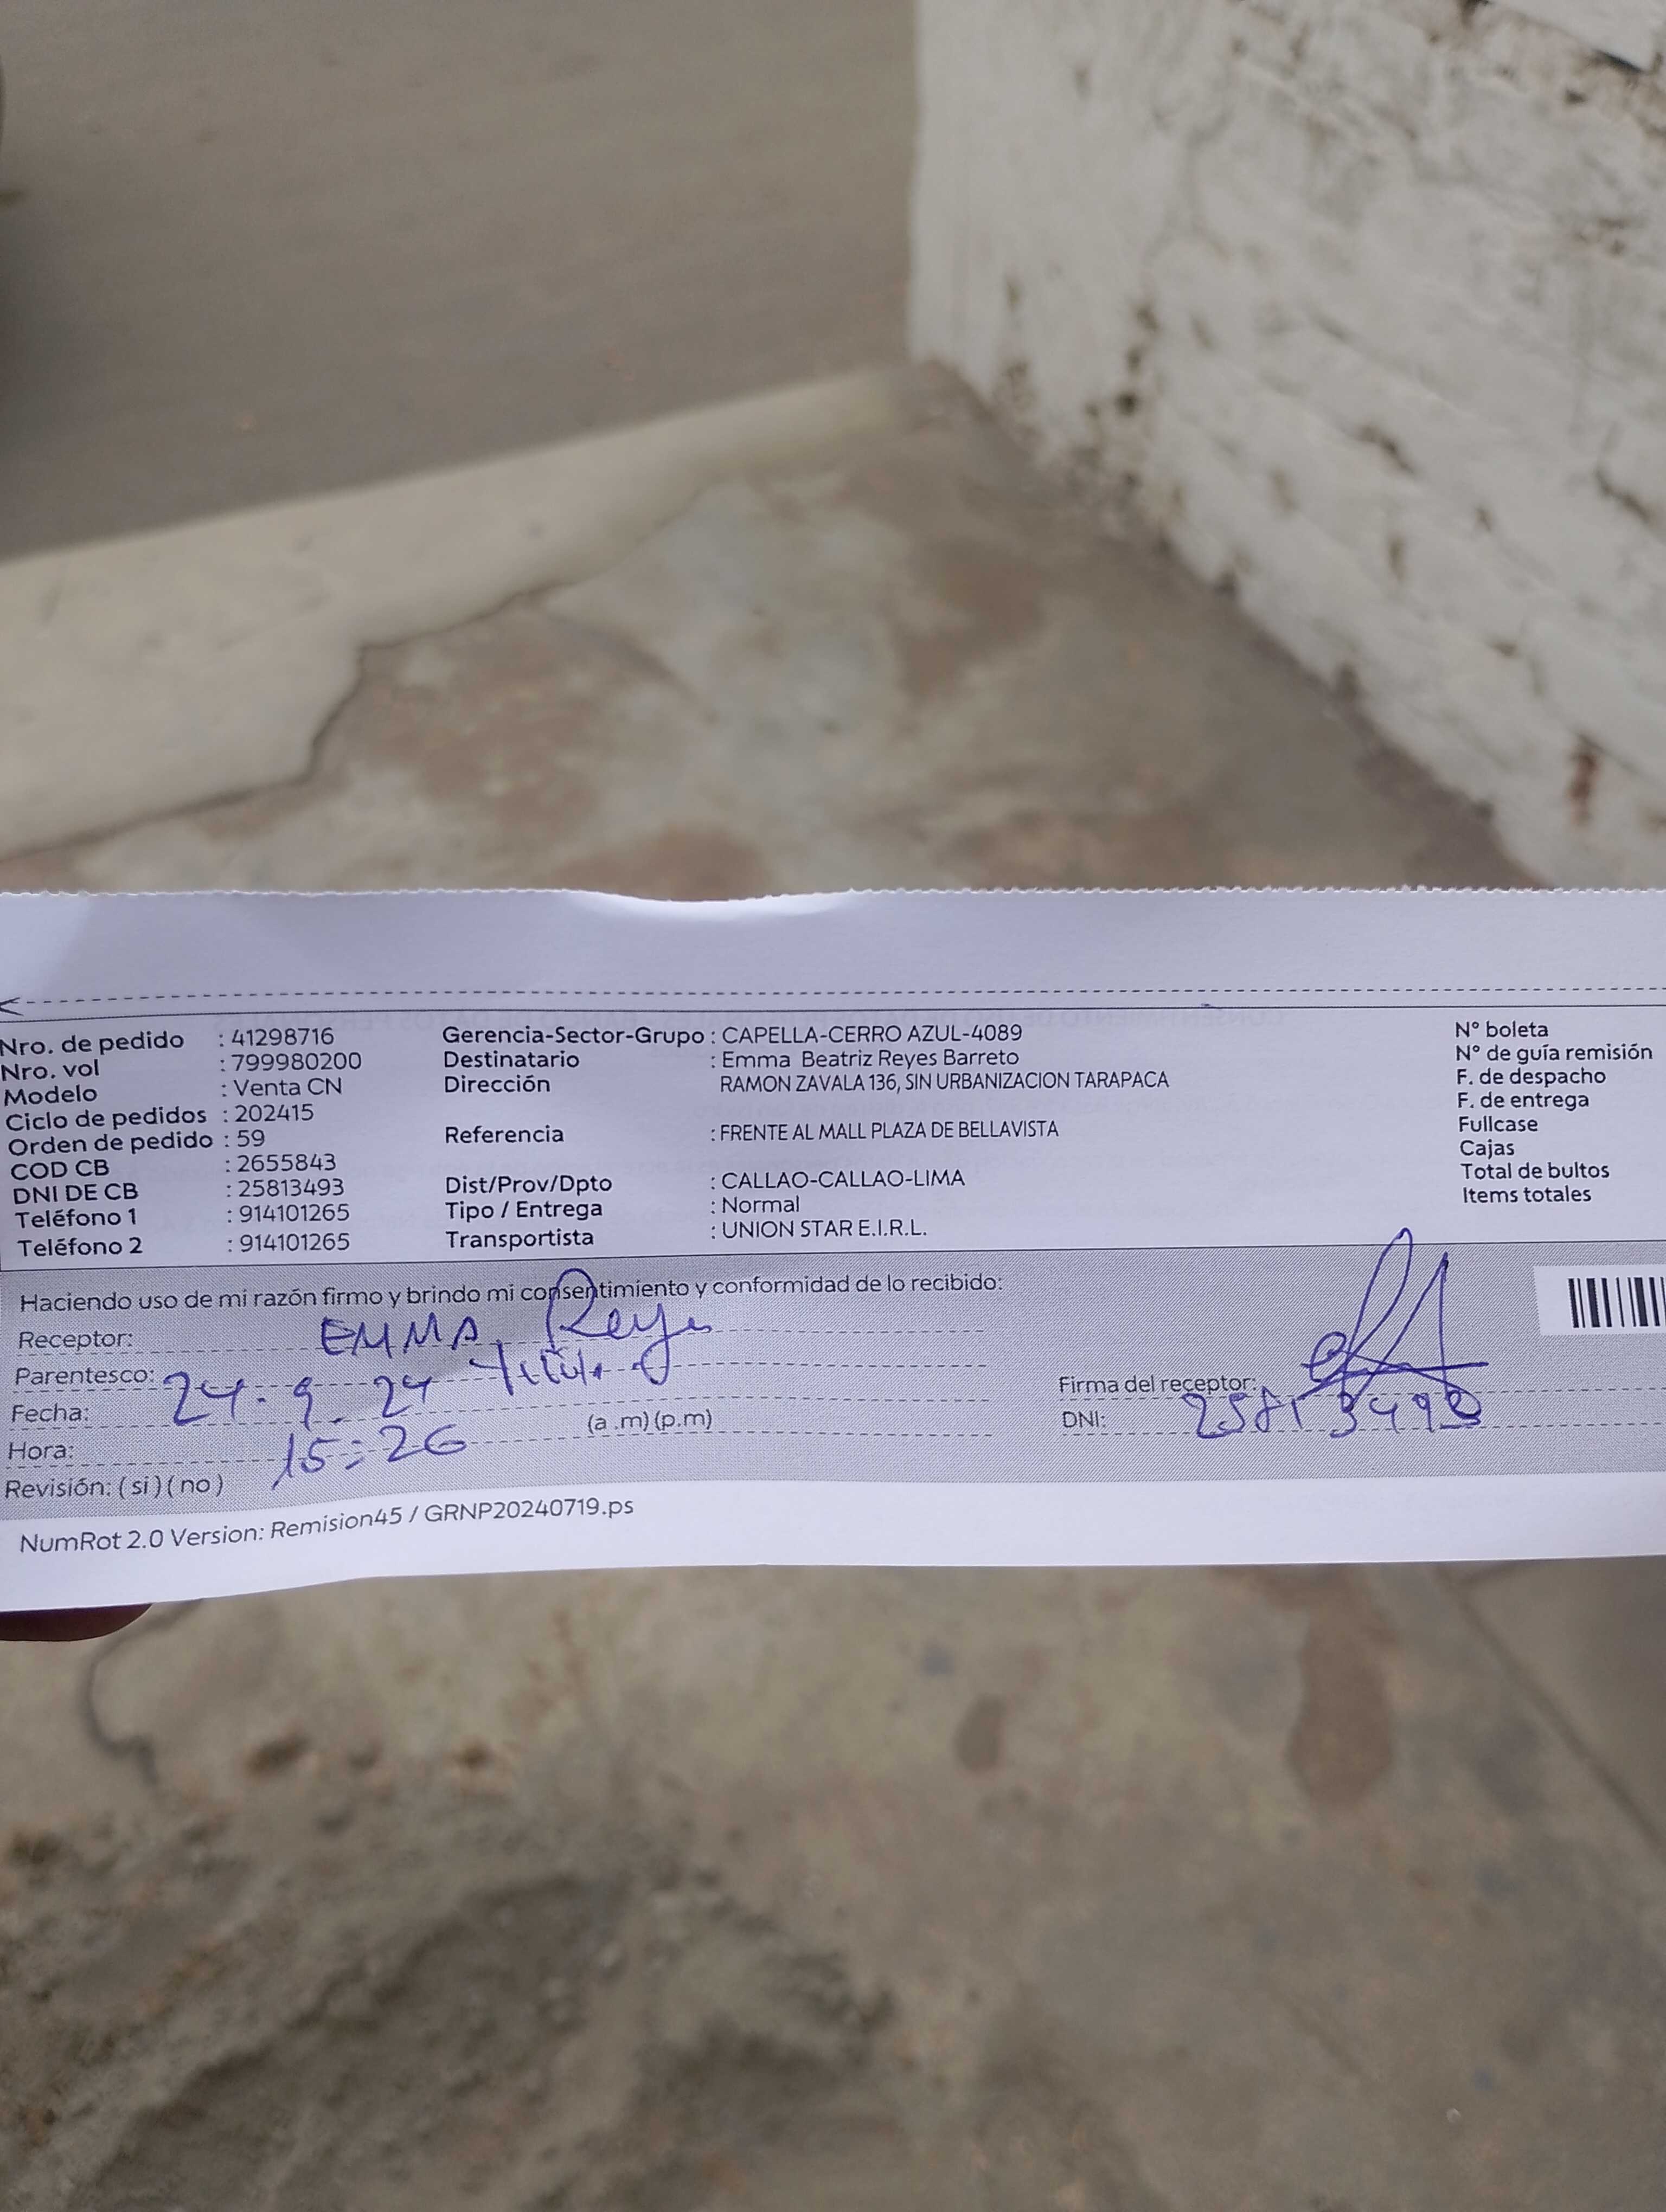 Nro. de pedido : 41298716 Gerencia-Sector-Grupo : CAPELLA-CERRO AZUL-4089 N° boleta
Nro. vol : 799980200 Destinatario : Emma Beatriz Reyes Barreto N° de guía remisión
Modelo : Venta CN Dirección RAMON ZAVALA 136, SIN URBANIZACION TARAPACA F. de despacho
Ciclo de pedidos : 202415 F. de entrega
Orden de pedido : 59 Referencia : FRENTE AL MALL PLAZA DE BELLAVISTA Fullcase
COD CB : 2655843 Cajas
DNI DE CB : 25813493 Dist/Prov/Dpto : CALLAO-CALLAO-LIMA Total de bultos
Teléfono 1 : 914101265 Tipo / Entrega : Normal Items totales
Teléfono 2 : 914101265 Transportista : UNION STAR E.I.R.L.
Haciendo uso de mi razón firmo y brindo mi consentimiento y conformidad de lo recibido:
Receptor: EMMA Reyes
Parentesco: Titular
Fecha: 24.9.24
Firma del receptor:
Hora: 15:26 (a .m) (p.m)
DNI: 25813493
Revisión: ( si ) ( no )
NumRot 2.0 Version: Remision45 / GRNP20240719.ps